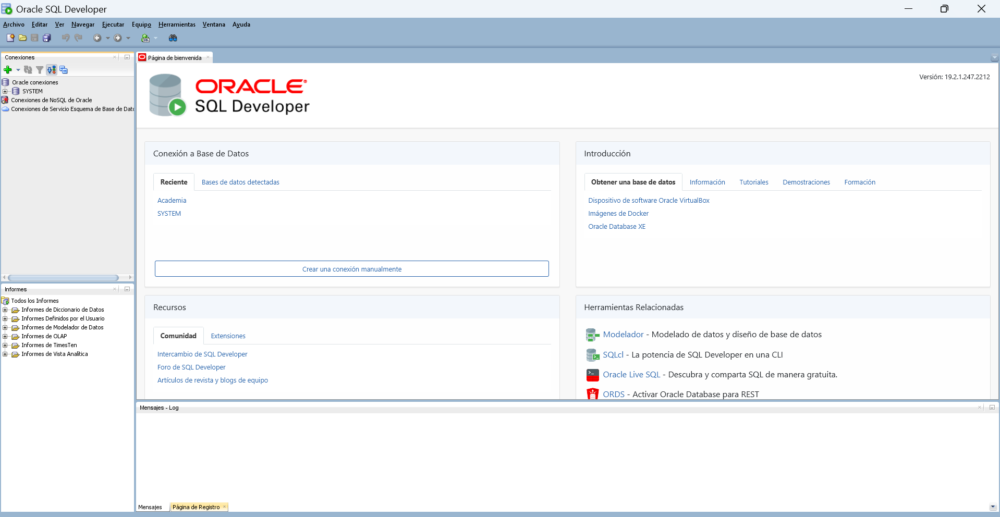 Oracle SQL Developer
Archivo Editar Ver Navegar Ejecutar Equipo Herramientas Ventana Ayuda
Conexiones
Oracle conexiones
SYSTEM
Conexiones de NoSQL de Oracle
Conexiones de Servicio Esquema de Base de Dato
Informes
Todos los Informes
Informes de Diccionario de Datos
Informes Definidos por el Usuario
Informes de Modelador de Datos
Informes de OLAP
Informes de TimesTen
Informes de Vista Analítica
Página de bienvenida
ORACLE®
SQL Developer
Versión: 19.2.1.247.2212
Conexión a Base de Datos
Reciente Bases de datos detectadas
Academia
SYSTEM
Crear una conexión manualmente
Introducción
Obtener una base de datos Información Tutoriales Demostraciones Formación
Dispositivo de software Oracle VirtualBox
Imágenes de Docker
Oracle Database XE
Recursos
Comunidad Extensiones
Intercambio de SQL Developer
Foro de SQL Developer
Artículos de revista y blogs de equipo
Herramientas Relacionadas
Modelador - Modelado de datos y diseño de base de datos
SQLcl - La potencia de SQL Developer en una CLI
Oracle Live SQL - Descubra y comparta SQL de manera gratuita.
ORDS - Activar Oracle Database para REST
Mensajes - Log
Mensajes Página de Registro